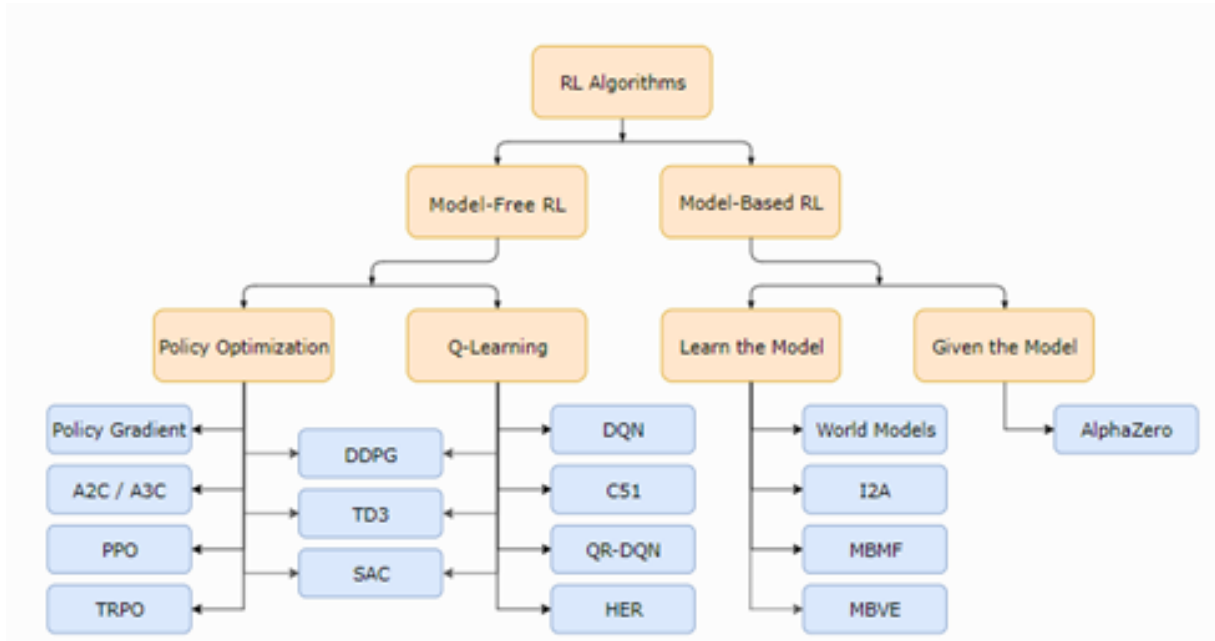 RL Algorithms
Model-Free RL
Model-Based RL
Policy Optimization
Q-Learning
Learn the Model
Given the Model
Policy Gradient
DDPG
DQN
World Models
AlphaZero
A2C / A3C
TD3
C51
I2A
PPO
SAC
QR-DQN
MBMF
TRPO
HER
MBVE